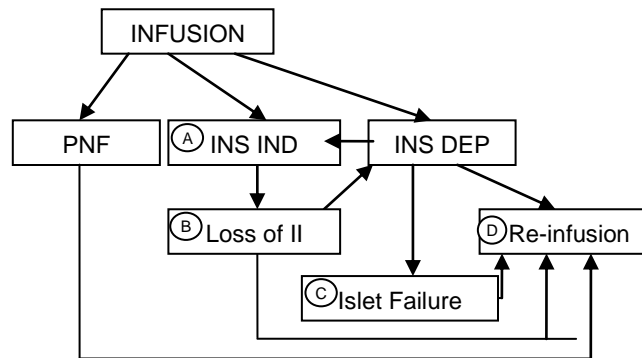 INFUSION
PNF
A INS IND
INS DEP
B Loss of II
D Re-infusion
C Islet Failure